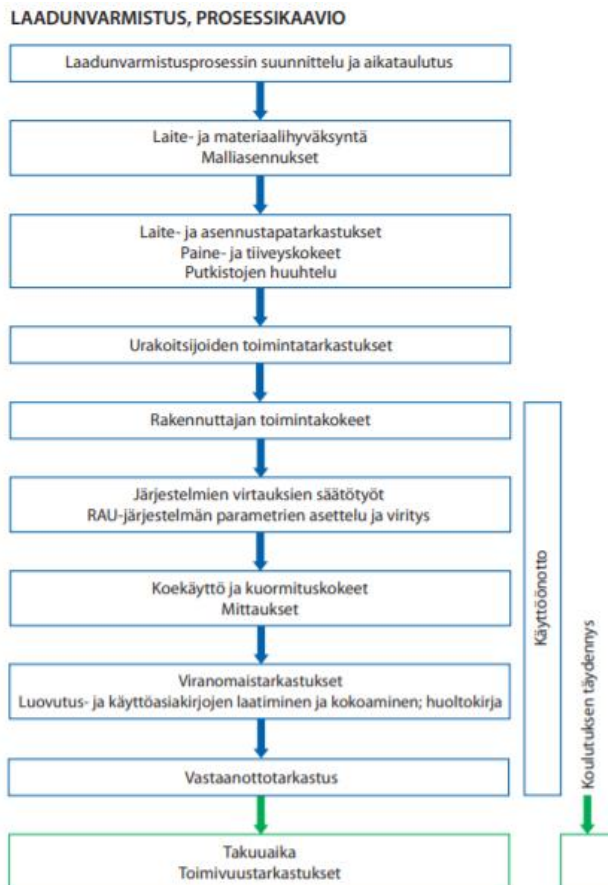 LAADUNVARMISTUS, PROSESSIKAAVIO
Laadunvarmistusprosessin suunnittelu ja aikataulutus
Laite- ja materiaalihyväksyntä
Malliasennukset
Laite- ja asennustapatarkastukset
Paine- ja tiiveyskokeet
Putkistojen huuhtelu
Urakoitsijoiden toimintatarkastukset
Rakennuttajan toimintakokeet
Järjestelmien virtauksien säätötyöt
RAU-järjestelmän parametrien asettelu ja viritys
Koekäyttö ja kuormituskokeet
Mittaukset
Viranomaistarkastukset
Luovutus- ja käyttöasiakirjojen laatiminen ja kokoaminen; huoltokirja
Vastaanottotarkastus
Käyttöönotto
Koulutuksen täydennys
Takuuaika
Toimivuustarkastukset